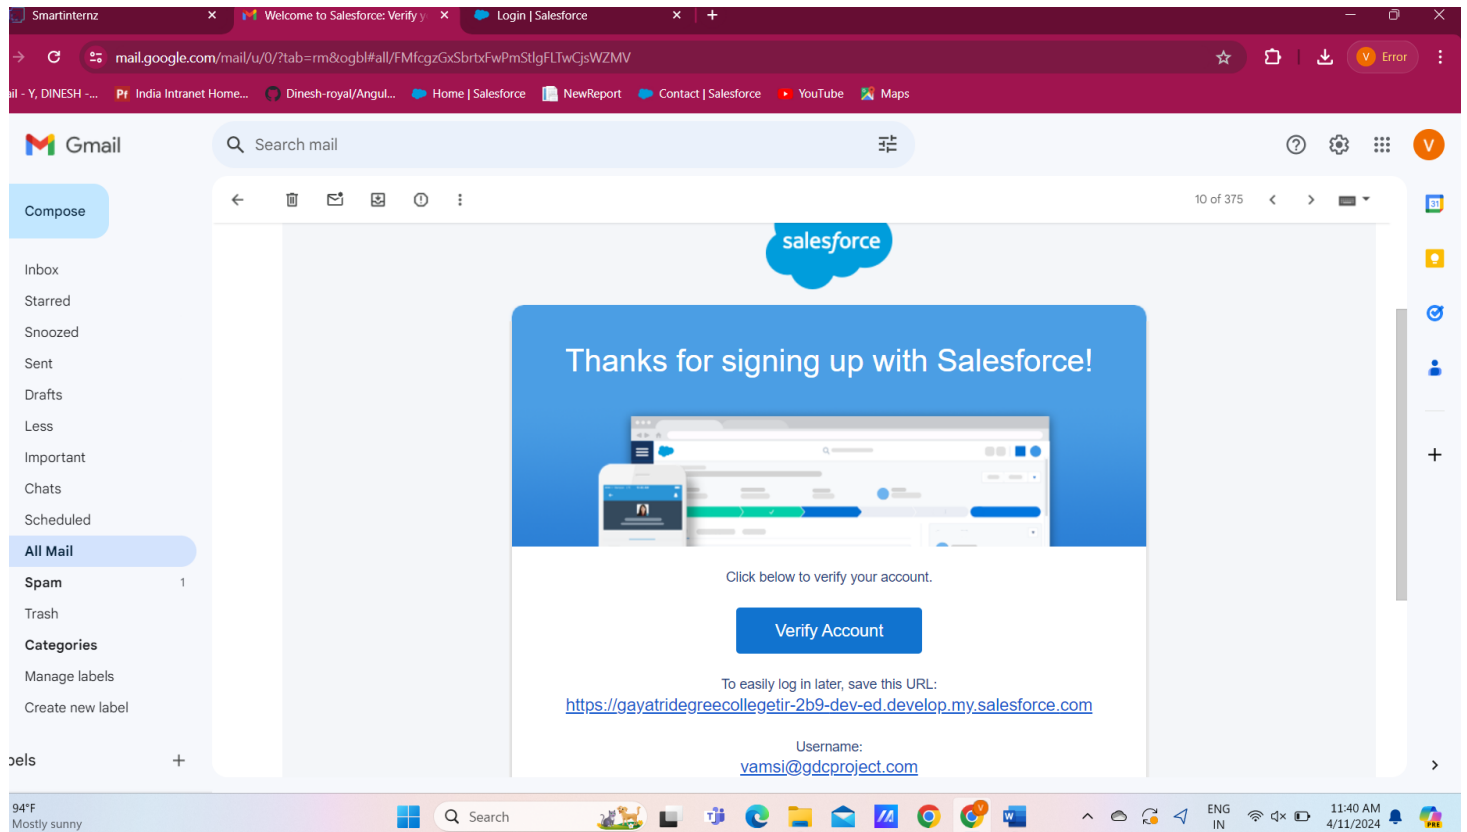 Smartinternz
Welcome to Salesforce: Verify y
Login | Salesforce
mail.google.com/mail/u/0/?tab=rm&ogbl#all/FMfcgzGxSbrtxFwPmStlgFLTwCjsWZMV
V Error
ail - Y, DINESH -...
India Intranet Home...
Dinesh-royal/Angul...
Home | Salesforce
NewReport
Contact | Salesforce
YouTube
Maps
Gmail
Search mail
V
Compose
10 of 375
31
Inbox
Starred
Snoozed
Sent
Drafts
Less
Important
Chats
Scheduled
All Mail
Spam 1
Trash
Categories
Manage labels
Create new label
bels
salesforce
Thanks for signing up with Salesforce!
Click below to verify your account.
Verify Account
To easily log in later, save this URL:
https://gayatridegreecollegetir-2b9-dev-ed.develop.my.salesforce.com
Username:
vamsi@gdcproject.com
94°F
Mostly sunny
Search
ENG
IN
11:40 AM
4/11/2024
PRE